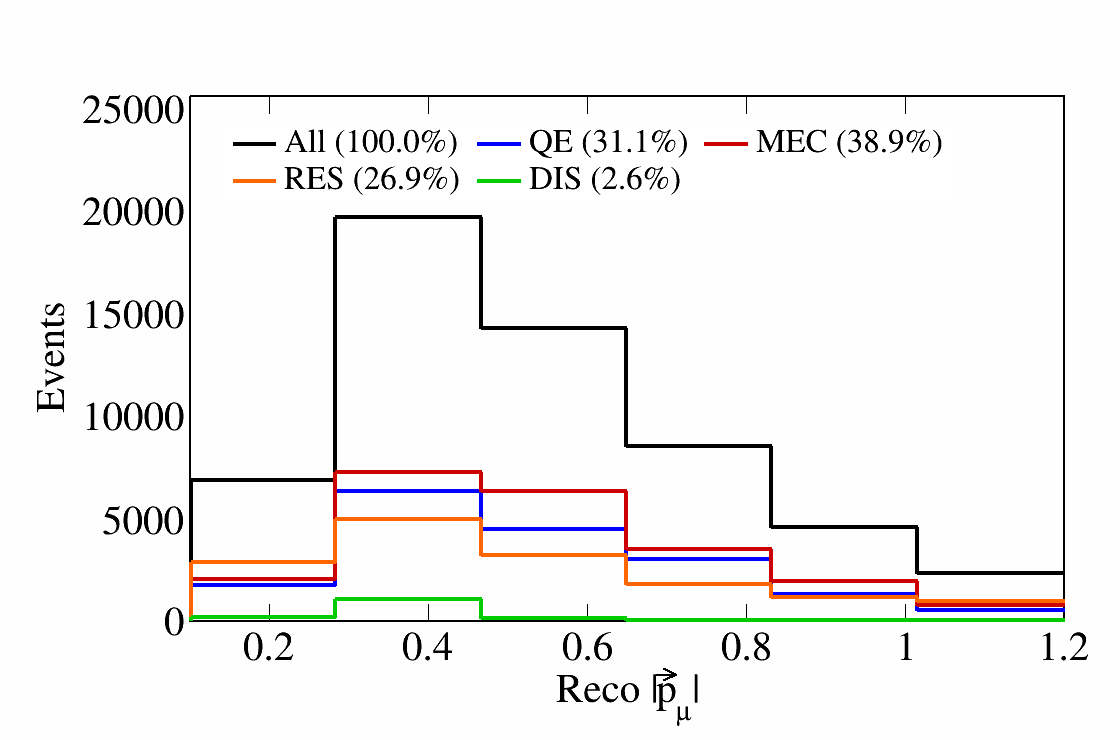 25000
All (100.0%) QE (31.1%) MEC (38.9%)
RES (26.9%) DIS (2.6%)
20000
15000
10000
5000
0
Events
0.2 0.4 0.6 0.8 1 1.2
Reco |p⃗_μ|